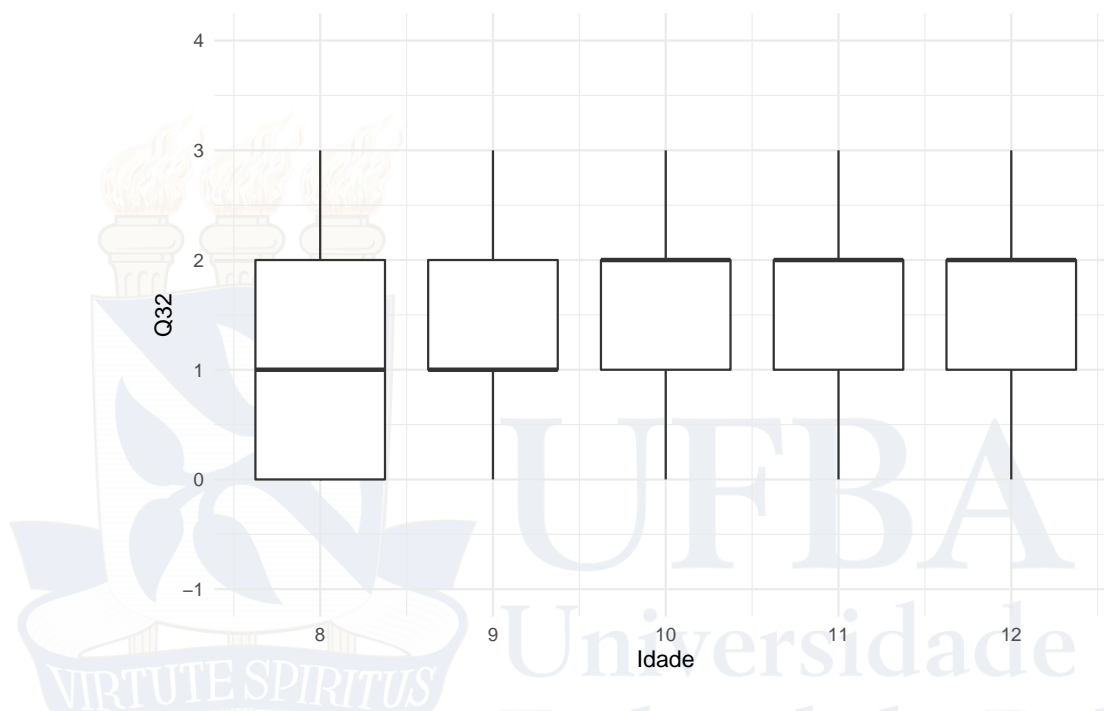 4
3
2
1
0
−1
Q32
8 9 10 11 12
Idade
UFBA
Universidade
VIRTUTE SPIRITUS